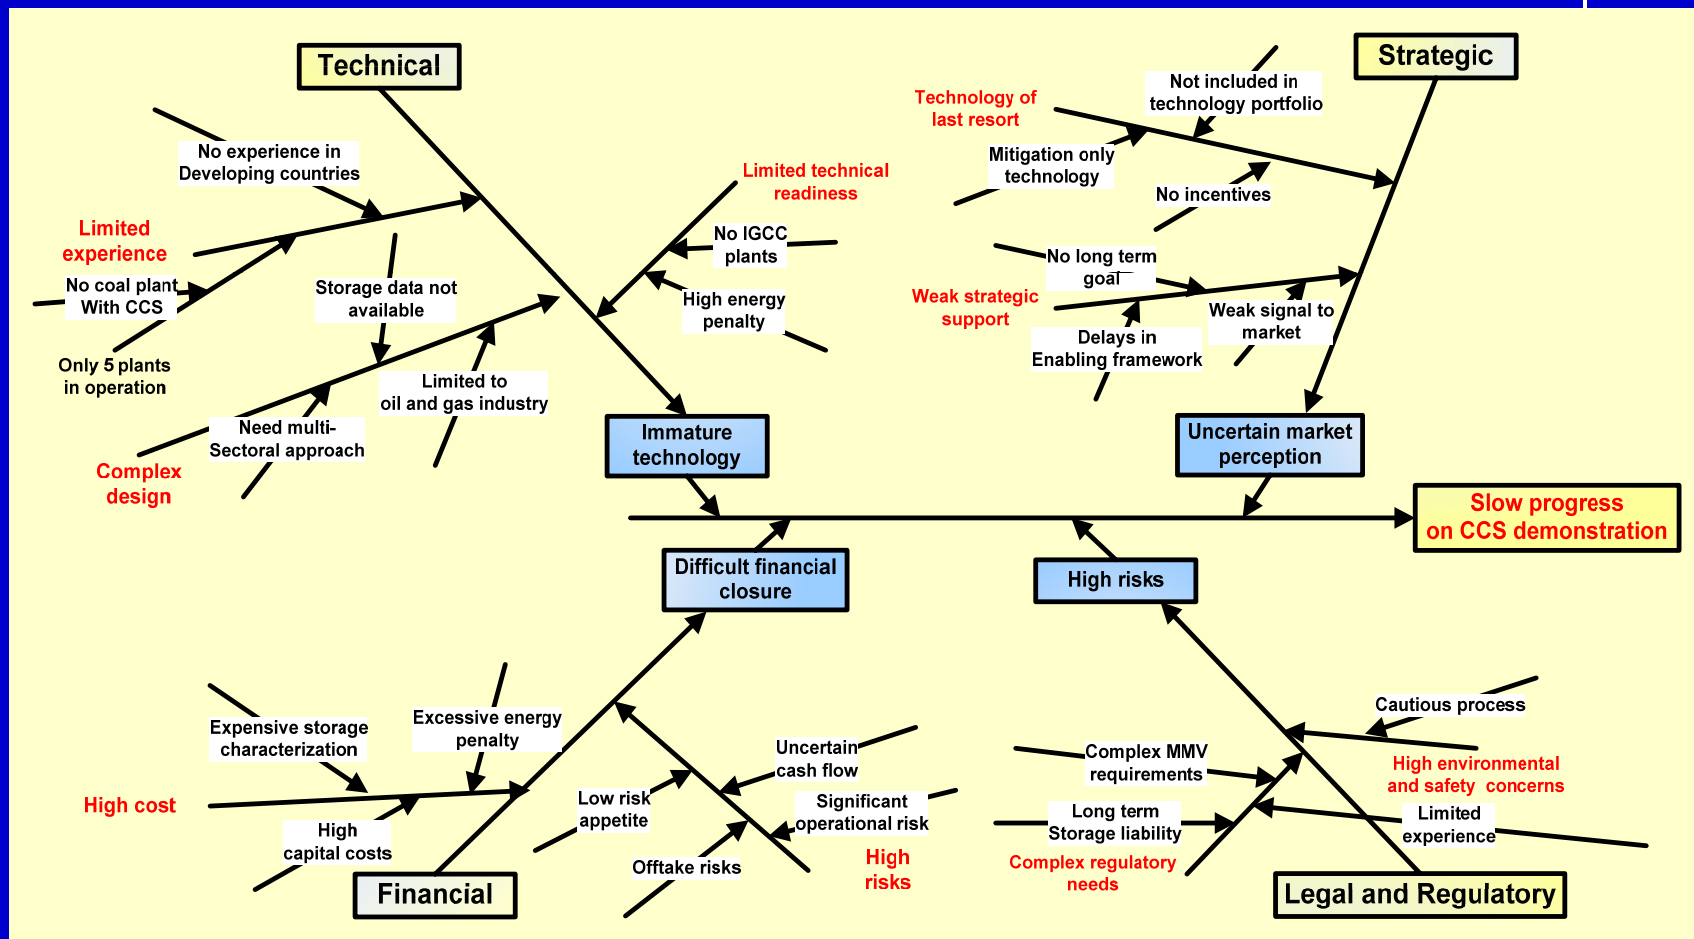 Technical
Strategic
No experience in
Developing countries
Limited
experience
No coal plant
With CCS
Only 5 plants
in operation
Storage data not
available
Need multi-
Sectoral approach
Limited to
oil and gas industry
Complex
design
Limited technical
readiness
No IGCC
plants
High energy
penalty
Immature
technology
Technology of
last resort
Not included in
technology portfolio
Mitigation only
technology
No incentives
No long term
goal
Weak strategic
support
Weak signal to
market
Delays in
Enabling framework
Uncertain market
perception
Slow progress
on CCS demonstration
Difficult financial
closure
High risks
Expensive storage
characterization
Excessive energy
penalty
High cost
High
capital costs
Financial
Uncertain
cash flow
Low risk
appetite
Significant
operational risk
Offtake risks
High
risks
Cautious process
Complex MMV
requirements
High environmental
and safety concerns
Long term
Storage liability
Limited
experience
Complex regulatory
needs
Legal and Regulatory